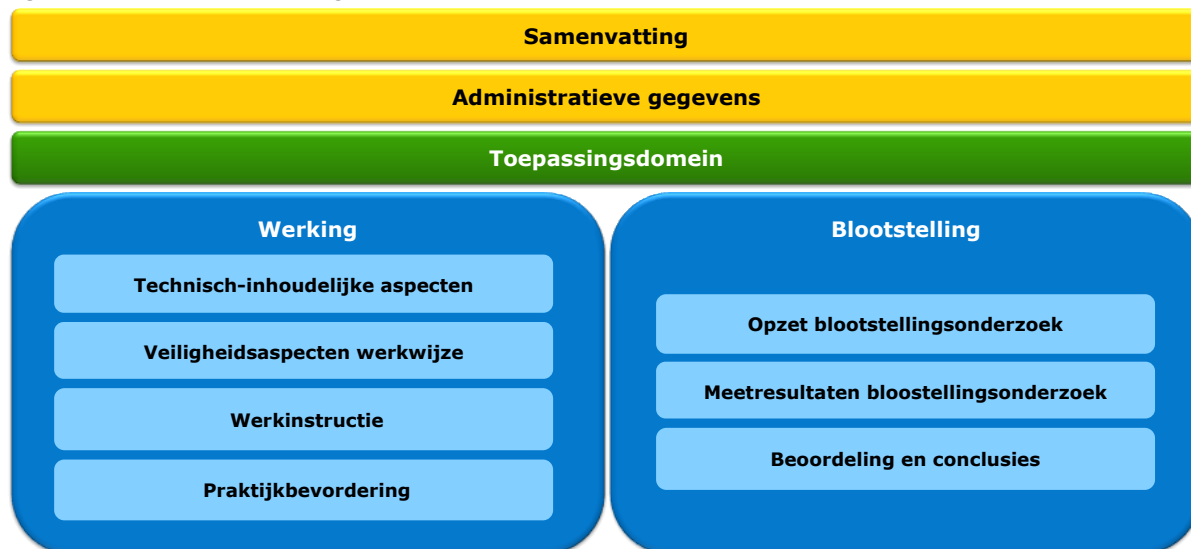 Samenvatting
Administratieve gegevens
Toepassingsdomein
Werking
Technisch-inhoudelijke aspecten
Veiligheidsaspecten werkwijze
Werkinstructie
Praktijkbevordering
Blootstelling
Opzet blootstellingsonderzoek
Meetresultaten bloostellingsonderzoek
Beoordeling en conclusies